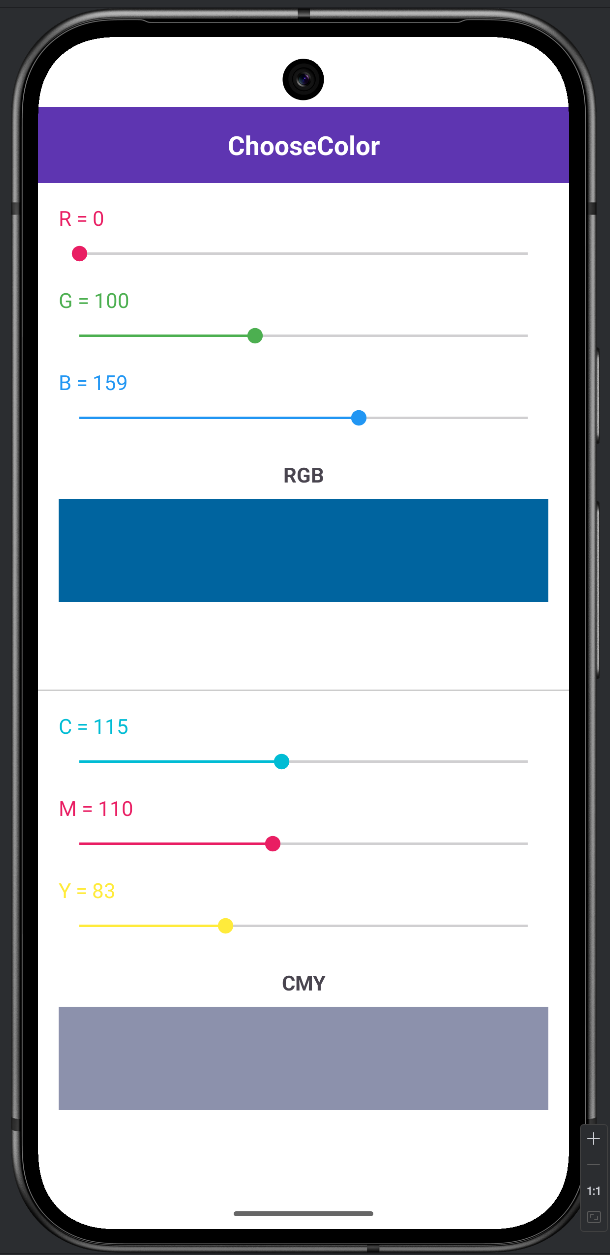 ChooseColor
R = 0
G = 100
B = 159
RGB
C = 115
M = 110
Y = 83
CMY
1:1